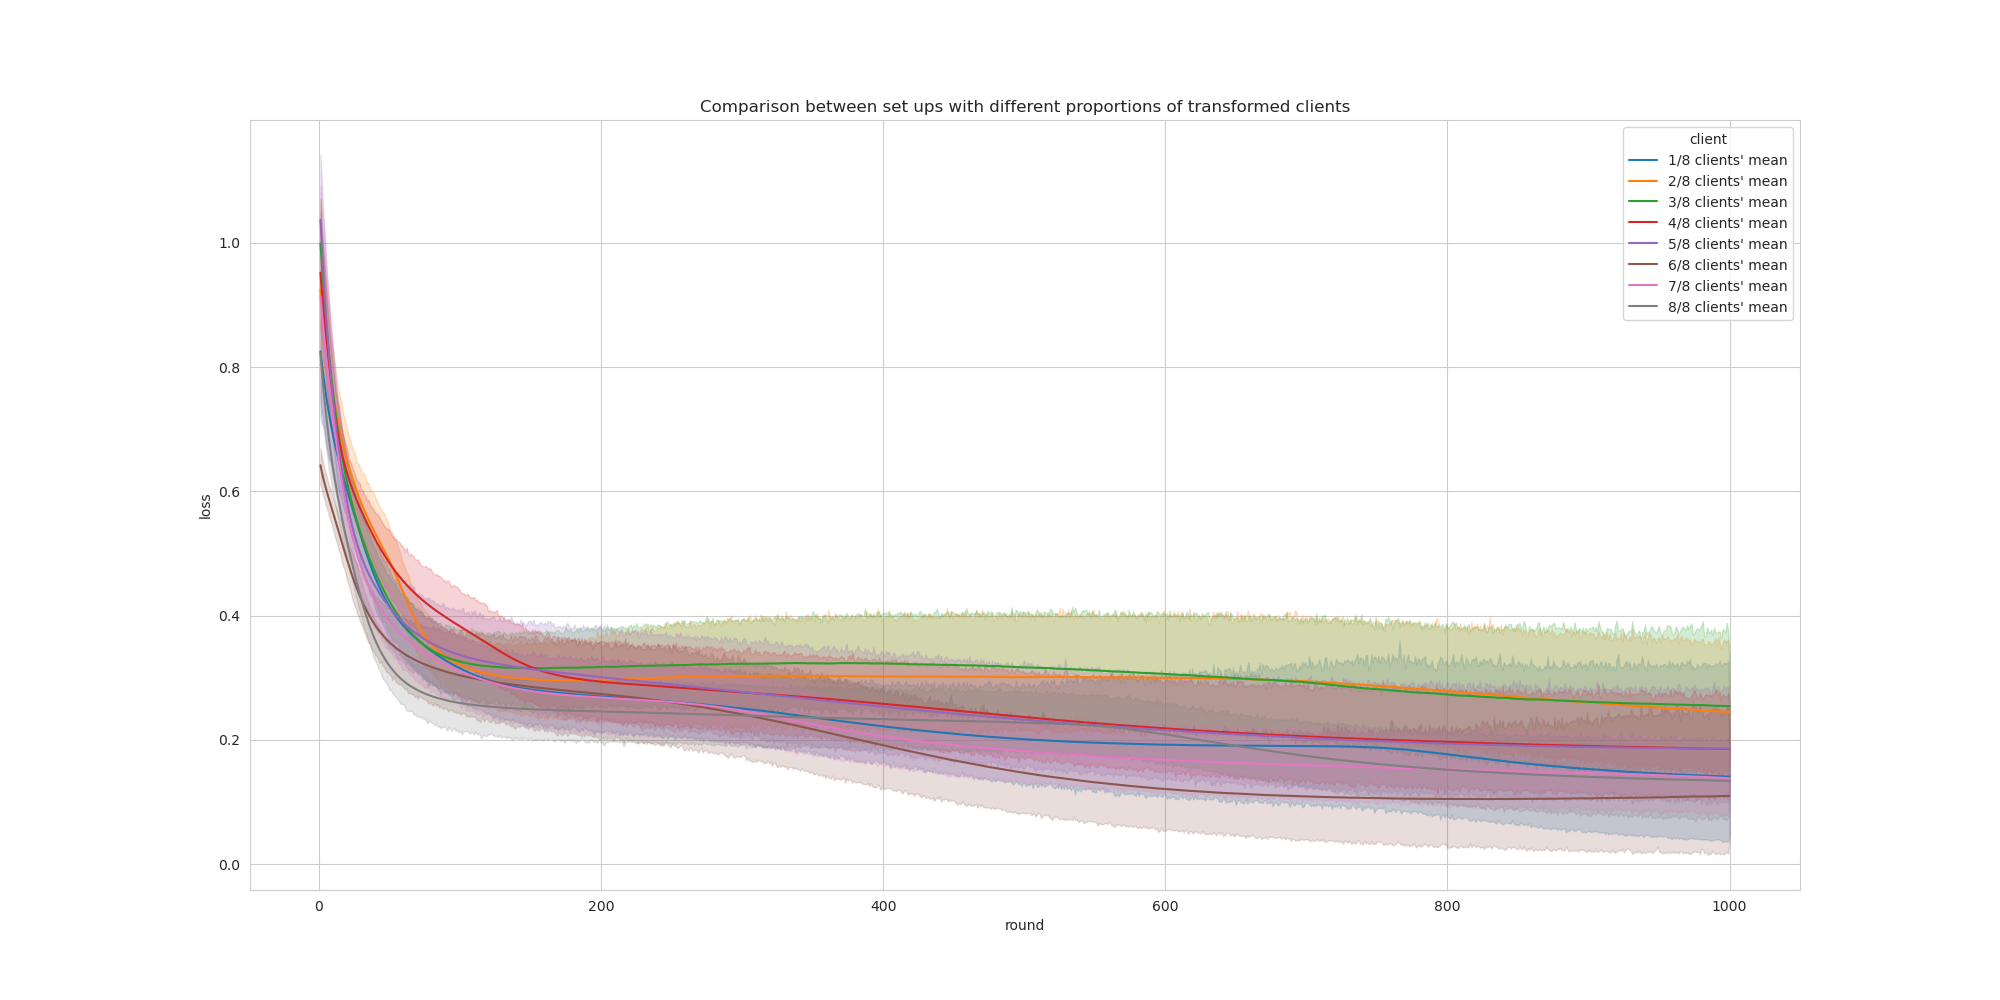 Comparison between set ups with different proportions of transformed clients
client
1/8 clients' mean
2/8 clients' mean
3/8 clients' mean
4/8 clients' mean
5/8 clients' mean
6/8 clients' mean
7/8 clients' mean
8/8 clients' mean
loss
1.0
0.8
0.6
0.4
0.2
0.0
0 200 400 600 800 1000
round